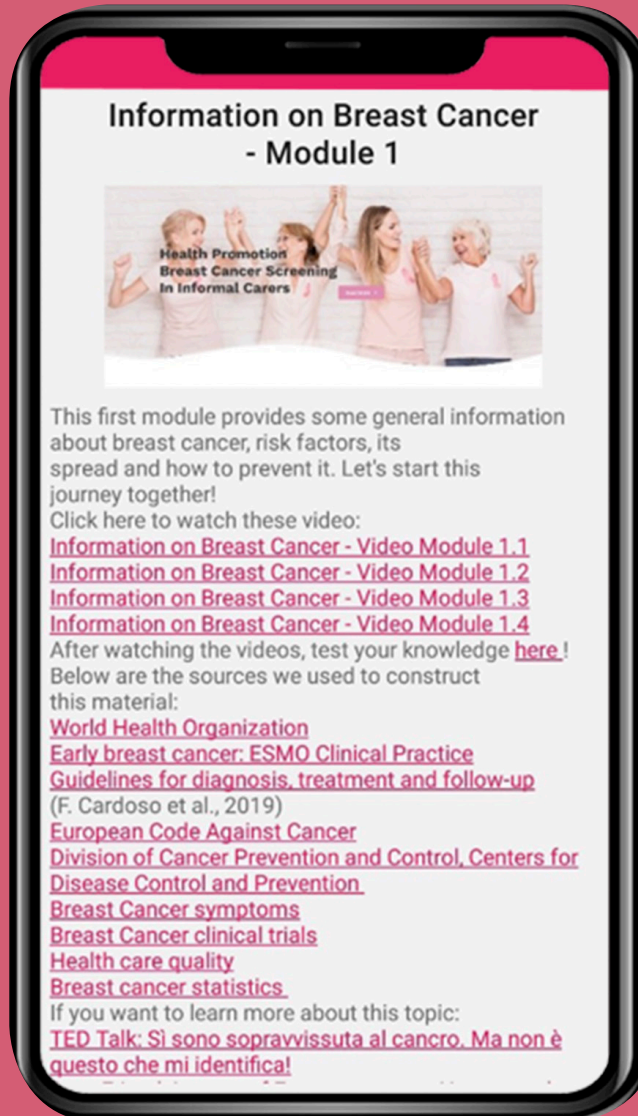 Information on Breast Cancer
- Module 1
Health Promotion
Breast Cancer Screening
In Informal Carers
This first module provides some general information
about breast cancer, risk factors, its
spread and how to prevent it. Let's start this
journey together!
Click here to watch these video:
Information on Breast Cancer - Video Module 1.1
Information on Breast Cancer - Video Module 1.2
Information on Breast Cancer - Video Module 1.3
Information on Breast Cancer - Video Module 1.4
After watching the videos, test your knowledge here !
Below are the sources we used to construct
this material:
World Health Organization
Early breast cancer: ESMO Clinical Practice
Guidelines for diagnosis, treatment and follow-up
(F. Cardoso et al., 2019)
European Code Against Cancer
Division of Cancer Prevention and Control, Centers for
Disease Control and Prevention
Breast Cancer symptoms
Breast Cancer clinical trials
Health care quality
Breast cancer statistics
If you want to learn more about this topic:
TED Talk: Sì sono sopravvissuta al cancro. Ma non è
questo che mi identifica!